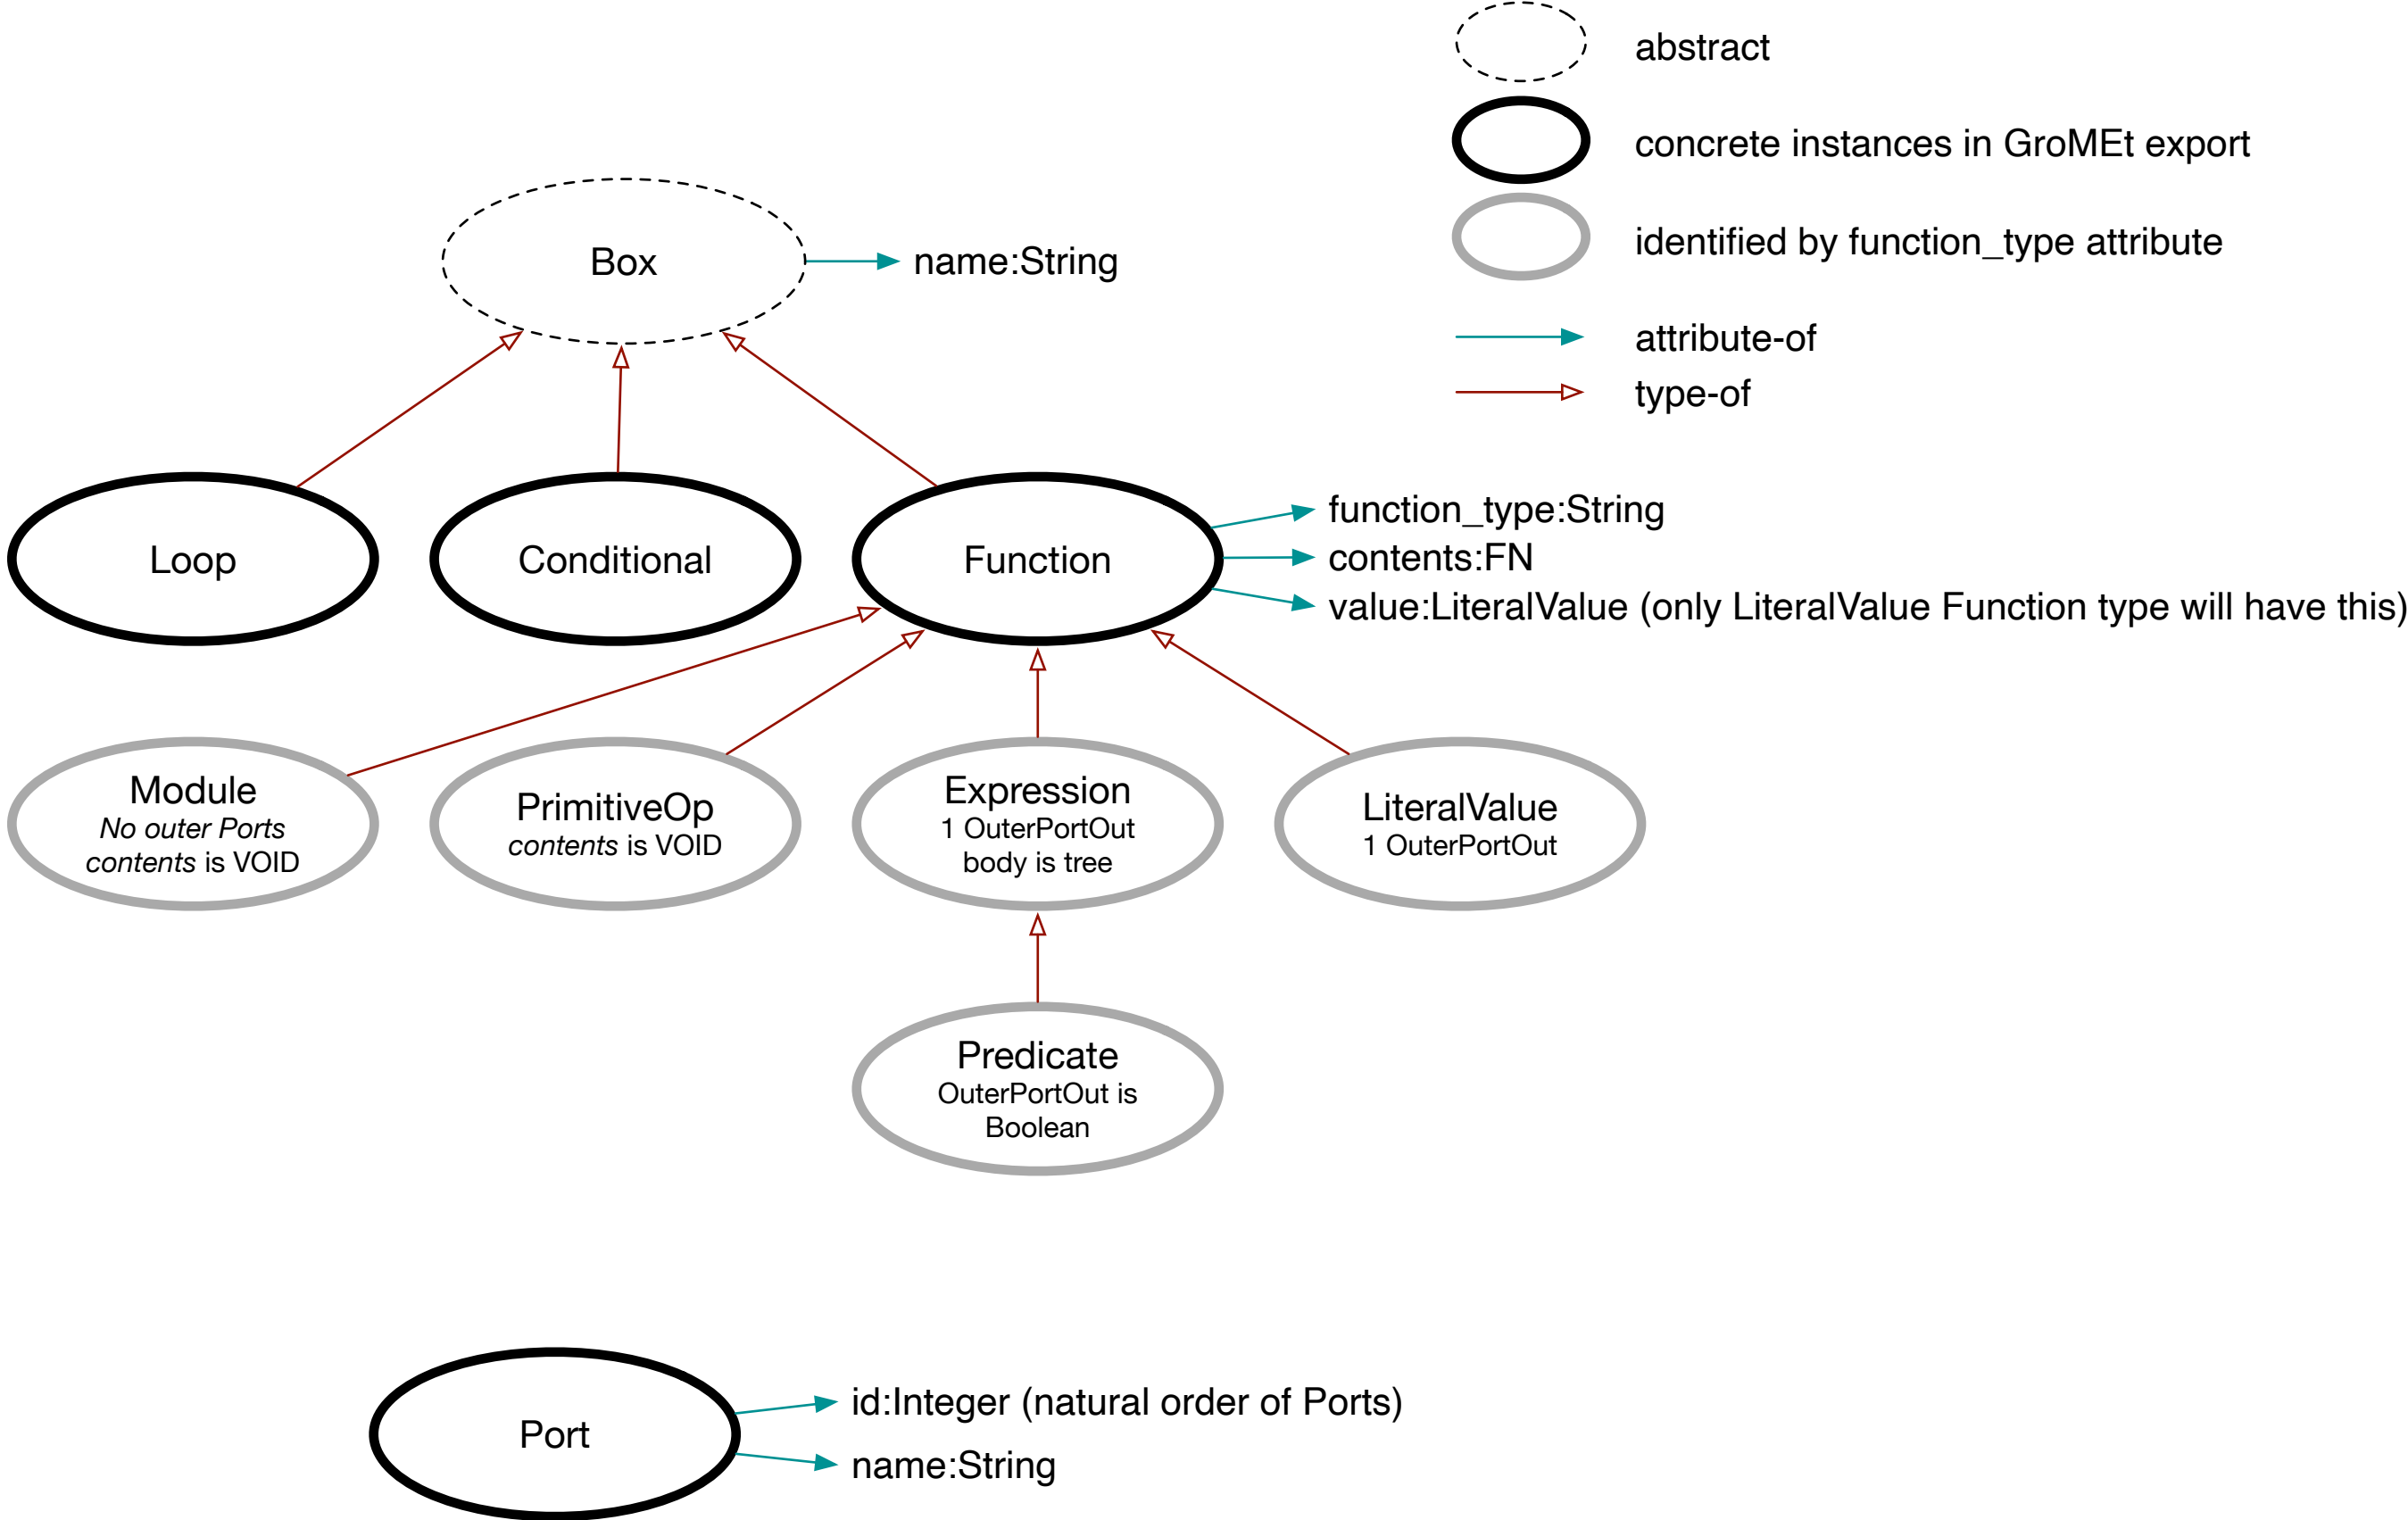 abstract
concrete instances in GroMEt export
identified by function_type attribute
attribute-of
type-of
Box
name:String
Loop
Conditional
Function
function_type:String
contents:FN
value:LiteralValue (only LiteralValue Function type will have this)
Module
No outer Ports
contents is VOID
PrimitiveOp
contents is VOID
Expression
1 OuterPortOut
body is tree
LiteralValue
1 OuterPortOut
Predicate
OuterPortOut is
Boolean
Port
id:Integer (natural order of Ports)
name:String